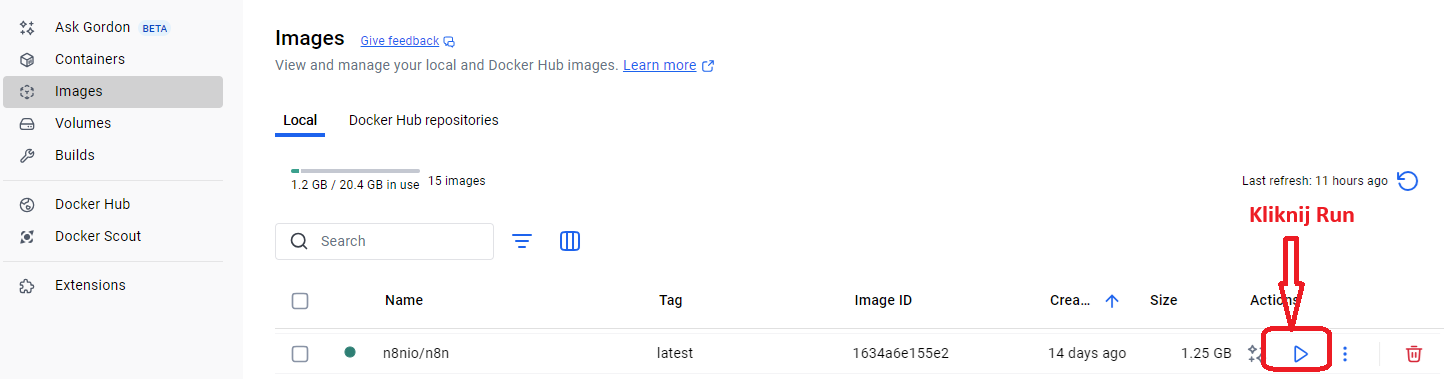 Ask Gordon BETA
Containers
Images
Volumes
Builds
Docker Hub
Docker Scout
Extensions
Images Give feedback
View and manage your local and Docker Hub images. Learn more
Local Docker Hub repositories
1.2 GB / 20.4 GB in use 15 images
Last refresh: 11 hours ago
Kliknij Run
Search
Name Tag Image ID Crea... Size Actions
n8nio/n8n latest 1634a6e155e2 14 days ago 1.25 GB